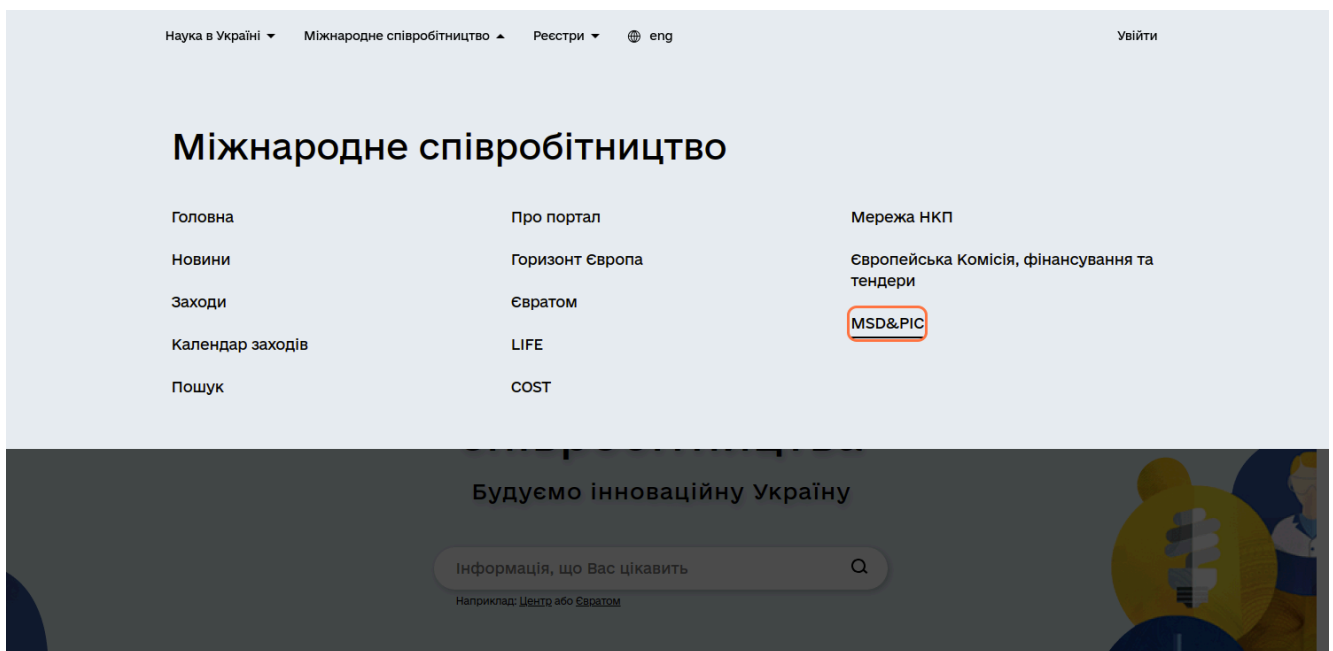 Наука в Україні Міжнародне співробітництво Реєстри eng Увійти
Міжнародне співробітництво
Головна
Новини
Заходи
Календар заходів
Пошук
Про портал
Горизонт Європа
Євратом
LIFE
COST
Мережа НКП
Європейська Комісія, фінансування та
тендери
MSD&PIC
співробітництва
Будуємо інноваційну Україну
Інформація, що Вас цікавить
Наприклад: Центр або Євратом